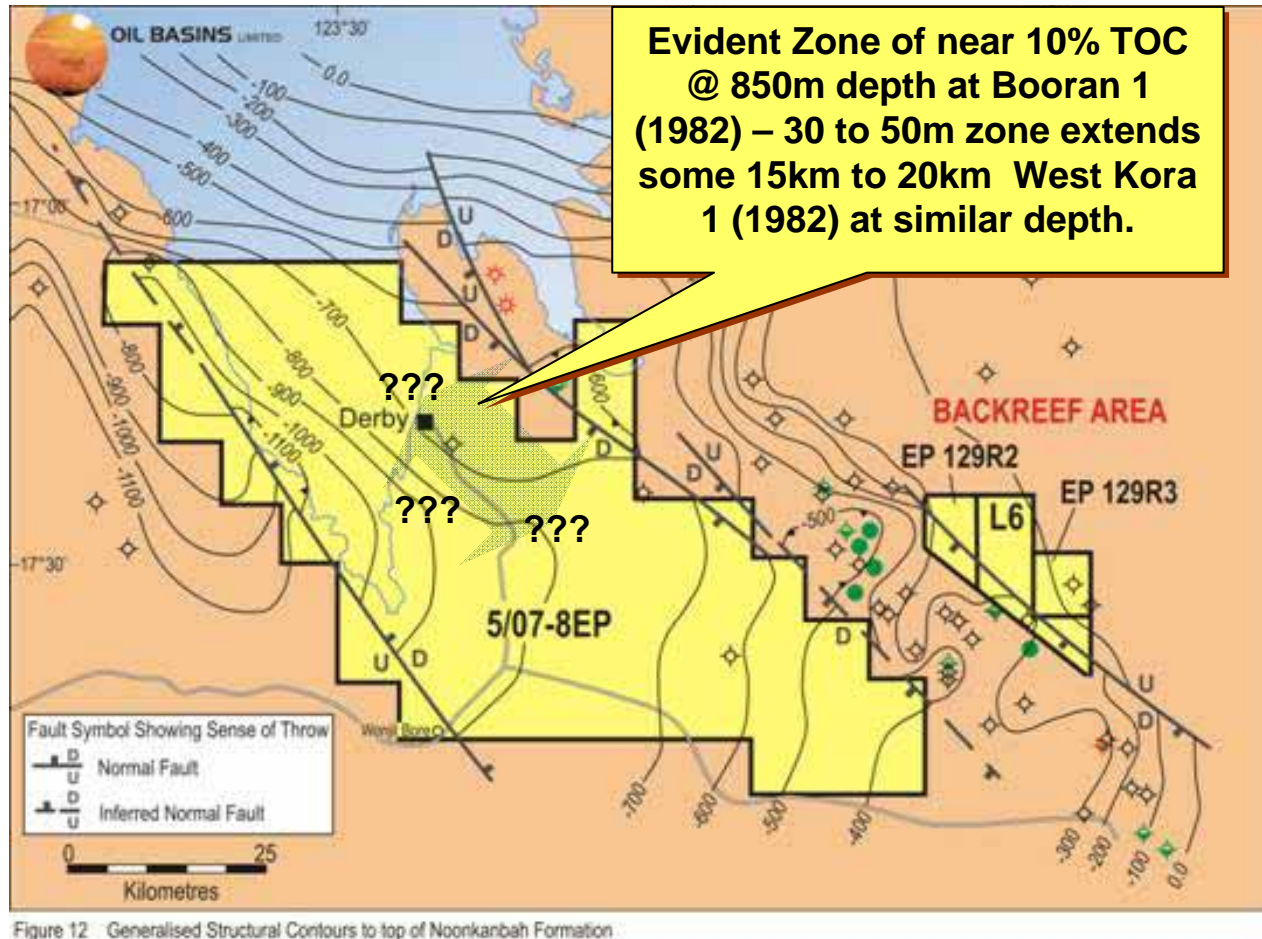 OIL BASINS LIMITED
123°30'
Evident Zone of near 10% TOC
@ 850m depth at Booran 1
(1982) – 30 to 50m zone extends
some 15km to 20km West Kora
1 (1982) at similar depth.
0.0
-100
-200
-300
-400
-500
-600
17°00'
U
D
U
D
U
D
-700
-800
-900
-1000
-1100
-800
-900
-1000
-1100
-600
???
Derby
???
???
D
D
U
BACKREEF AREA
EP 129R2
L6
EP 129R3
-500
-17°30'
5/07-8EP
U
D
D
U
D
Fault Symbol Showing Sense of Throw
D
U
Normal Fault
D
U
Inferred Normal Fault
0
25
Kilometres
-700
-600
-500
-400
-300
-200
-100
0.0
Figure 12 Generalised Structural Contours to top of Noonkanbah Formation